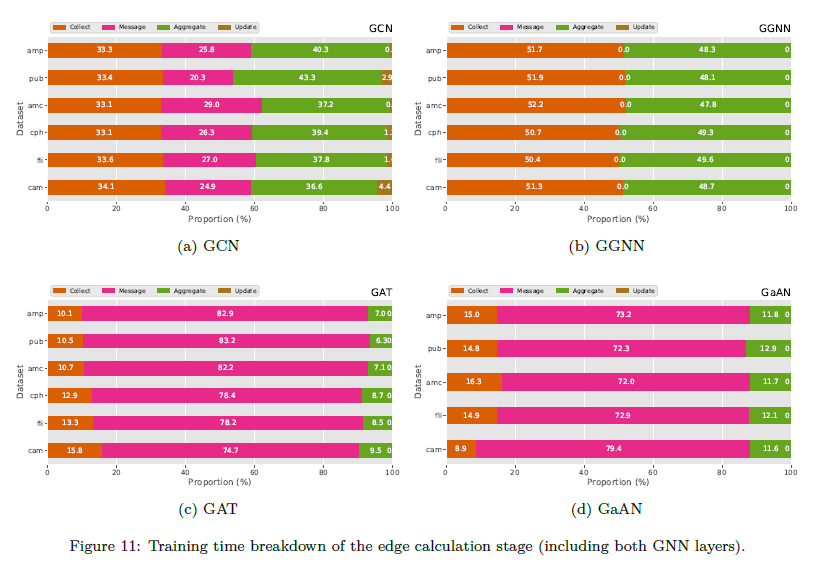 Collect Message Aggregate Update GCN
amp 33.3 25.8 40.3 0.
pub 33.4 20.3 43.3 2.9
amc 33.1 29.0 37.2 0.
cph 33.1 26.3 39.4 1.
fli 33.6 27.0 37.8 1.
cam 34.1 24.9 36.6 4.4
Dataset
0 20 40 60 80 100
Proportion (%)
(a) GCN
Collect Message Aggregate Update GGNN
amp 51.7 0.0 48.3 0.
pub 51.9 0.0 48.1 0.
amc 52.2 0.0 47.8 0.
cph 50.7 0.0 49.3 0.
fli 50.4 0.0 49.6 0.
cam 51.3 0.0 48.7 0.
Dataset
0 20 40 60 80 100
Proportion (%)
(b) GGNN
Collect Message Aggregate Update GAT
amp 10.1 82.9 7.0 0.
pub 10.5 83.2 6.3 0.
amc 10.7 82.2 7.1 0.
cph 12.9 78.4 8.7 0.
fli 13.3 78.2 8.5 0.
cam 15.8 74.7 9.5 0.
Dataset
0 20 40 60 80 100
Proportion (%)
(c) GAT
Collect Message Aggregate Update GaAN
amp 15.0 73.2 11.8 0.
pub 14.8 72.3 12.9 0.
amc 16.3 72.0 11.7 0.
fli 14.9 72.9 12.1 0.
cam 8.9 79.4 11.6 0.
Dataset
0 20 40 60 80 100
Proportion (%)
(d) GaAN
Figure 11: Training time breakdown of the edge calculation stage (including both GNN layers).